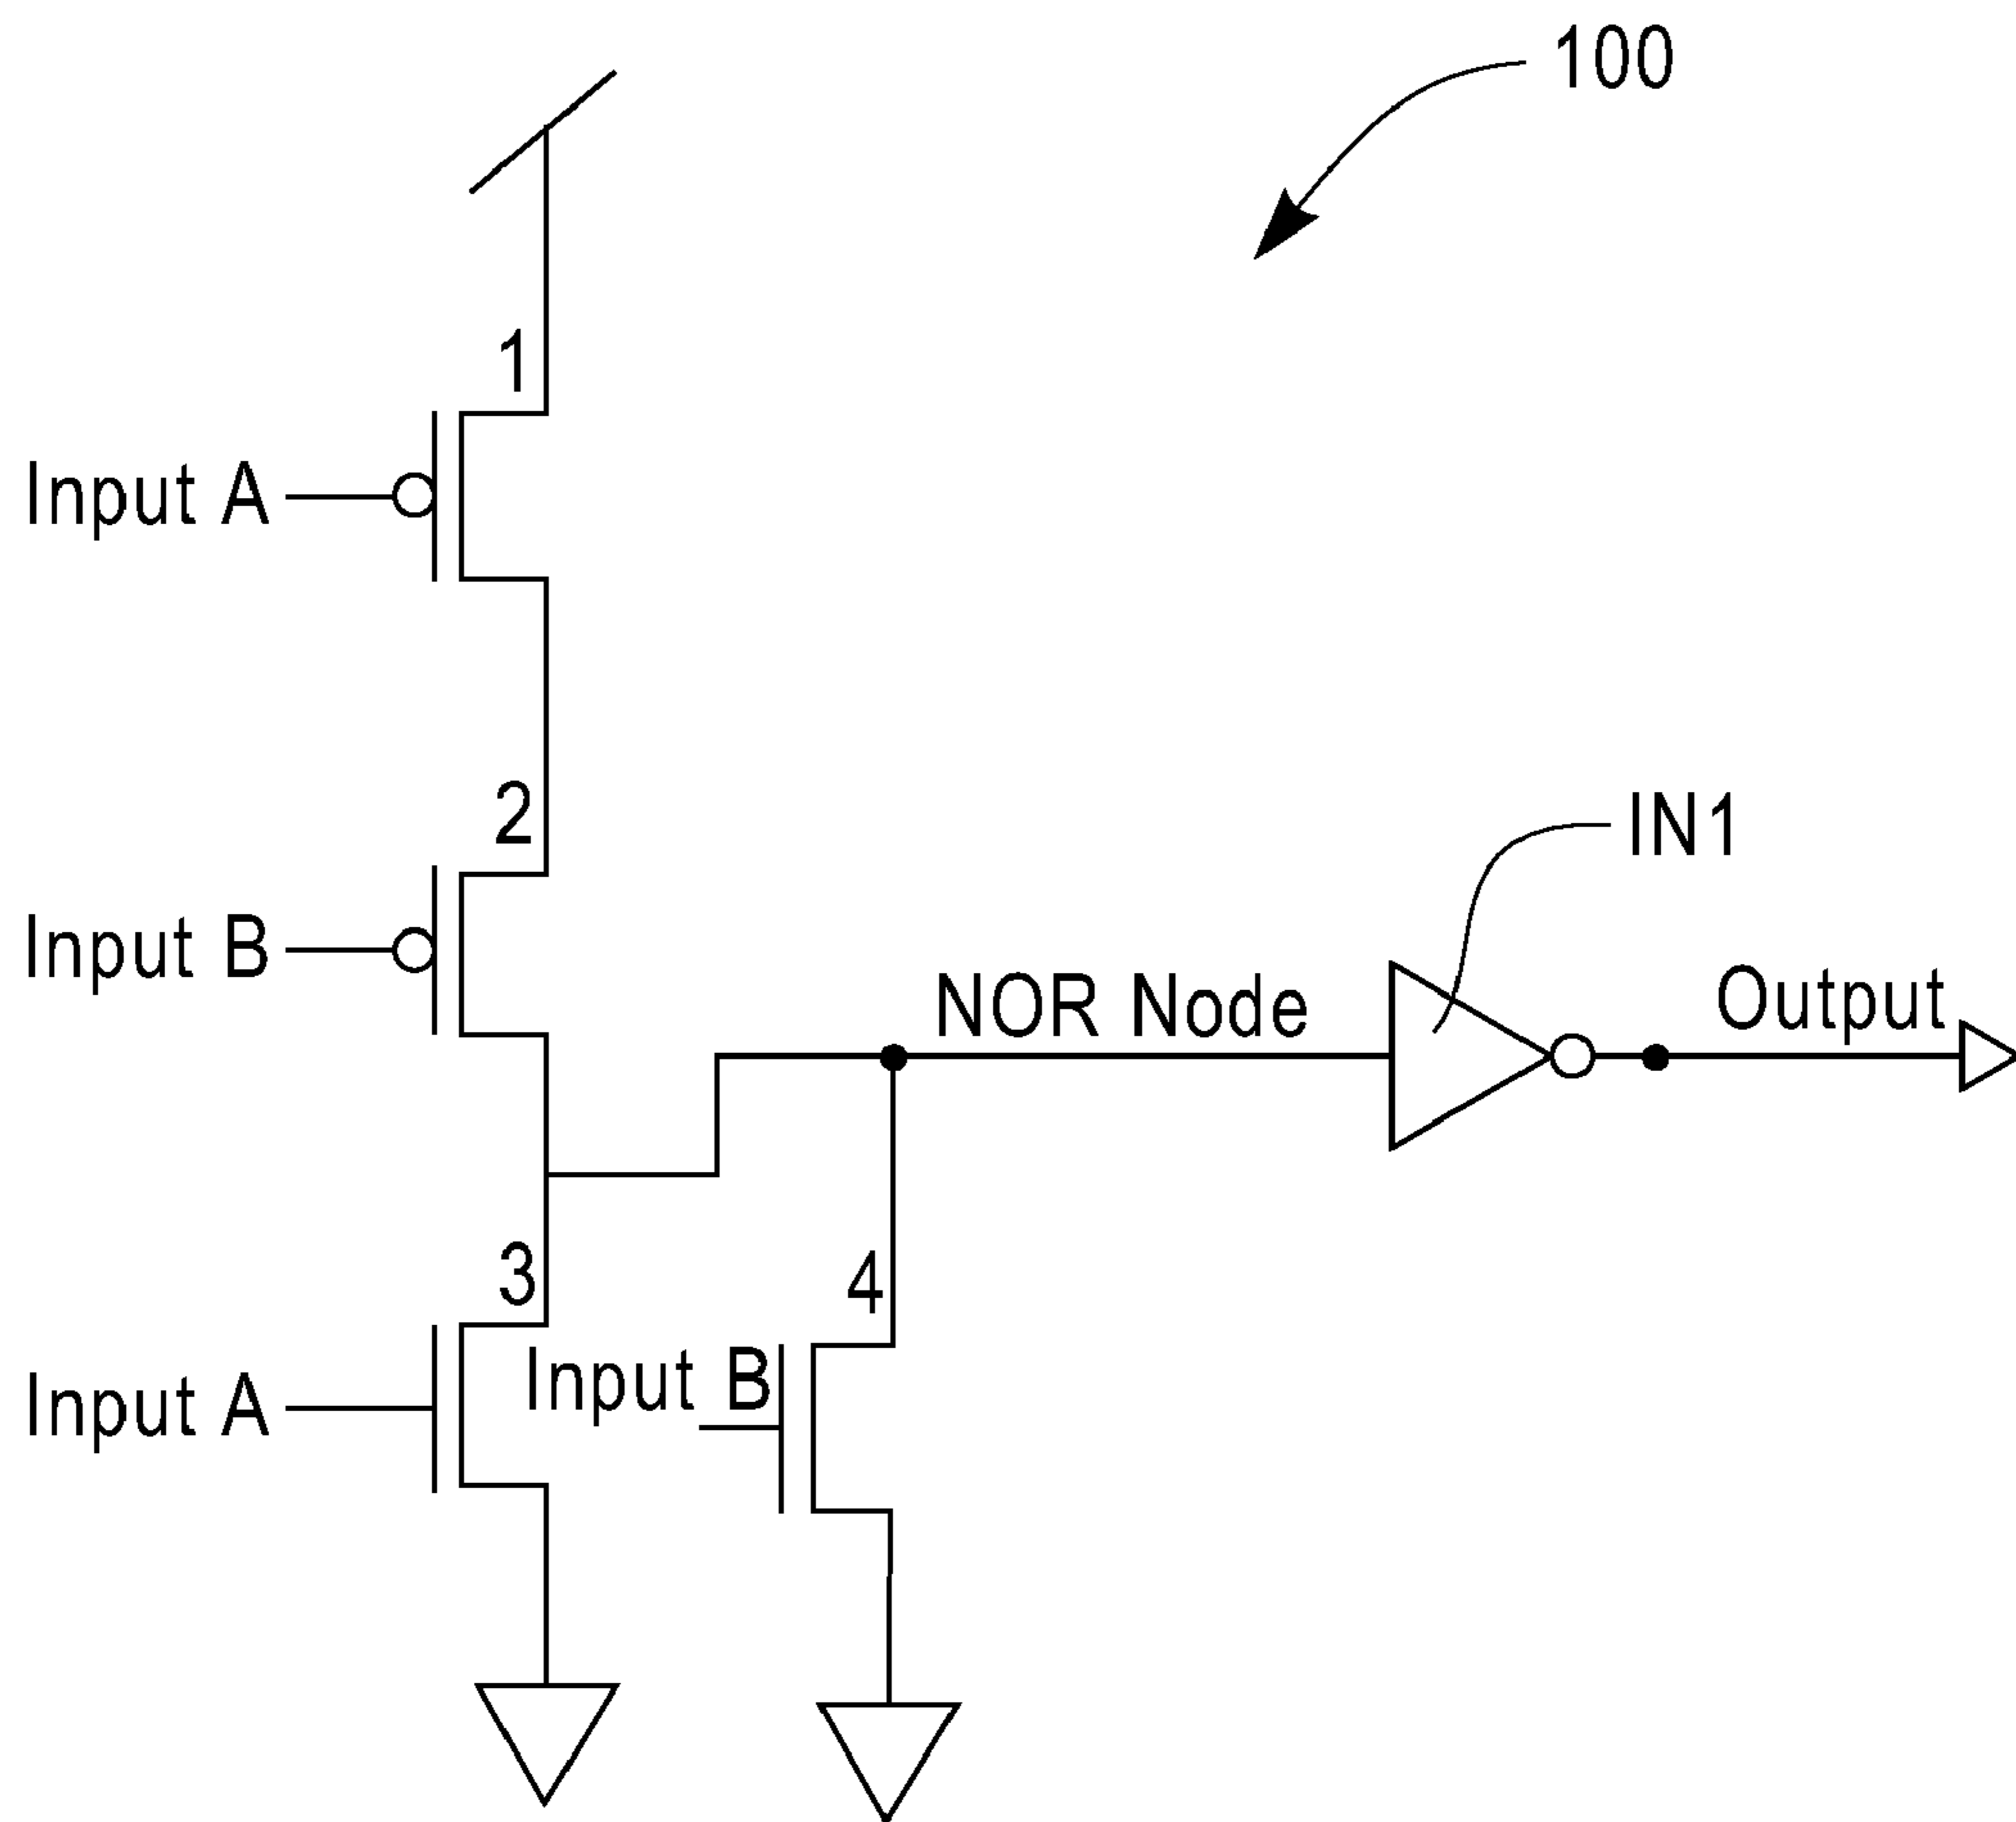 100
1
Input A
2
Input B
IN1
NOR Node
Output
3
4
Input A
Input B